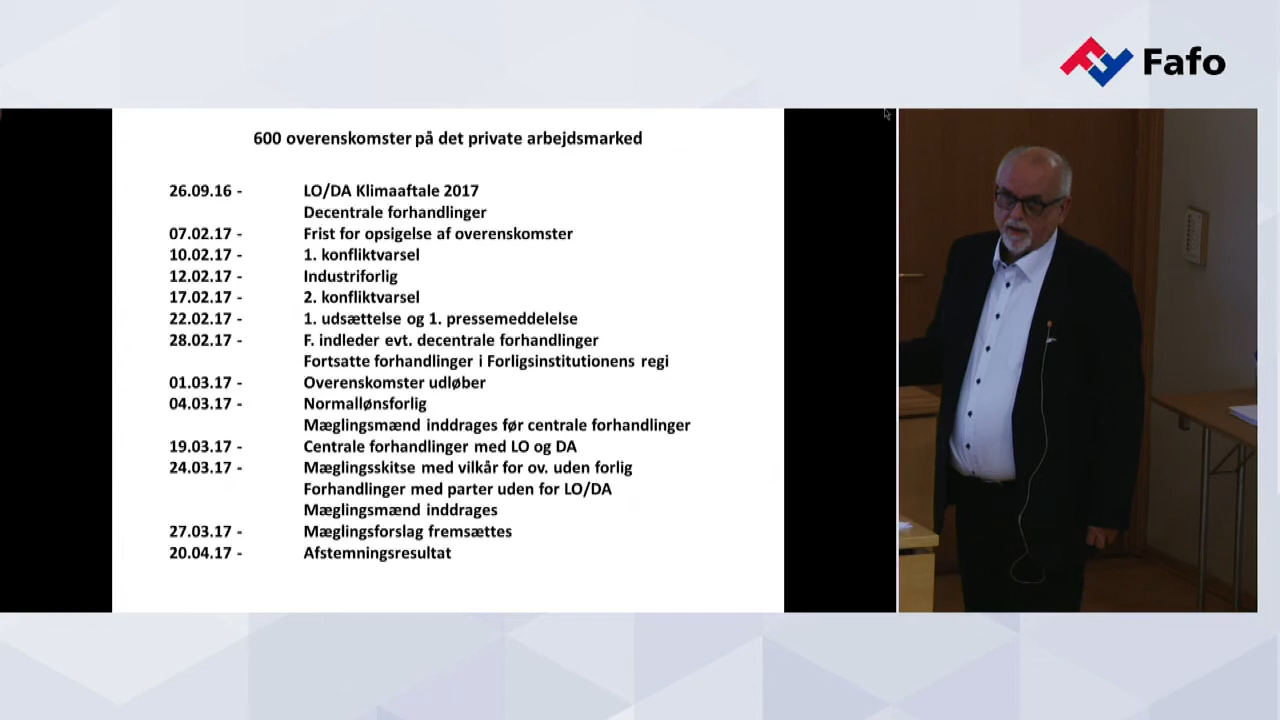 Fafo
600 overenskomster på det private arbejdsmarked
26.09.16 - LO/DA Klimaaftale 2017
Decentrale forhandlinger
07.02.17 - Frist for opsigelse af overenskomster
10.02.17 - 1. konfliktvarsel
12.02.17 - Industriforlig
17.02.17 - 2. konfliktvarsel
22.02.17 - 1. udsættelse og 1. pressemeddelelse
28.02.17 - F. indleder evt. decentrale forhandlinger
Fortsatte forhandlinger i Forligsinstitutionens regi
01.03.17 - Overenskomster udløber
04.03.17 - Normallønsforlig
Mæglingsmænd inddrages før centrale forhandlinger
19.03.17 - Centrale forhandlinger med LO og DA
24.03.17 - Mæglingsskitse med vilkår for ov. uden forlig
Forhandlinger med parter uden for LO/DA
Mæglingsmænd inddrages
27.03.17 - Mæglingsforslag fremsættes
20.04.17 - Afstemningsresultat